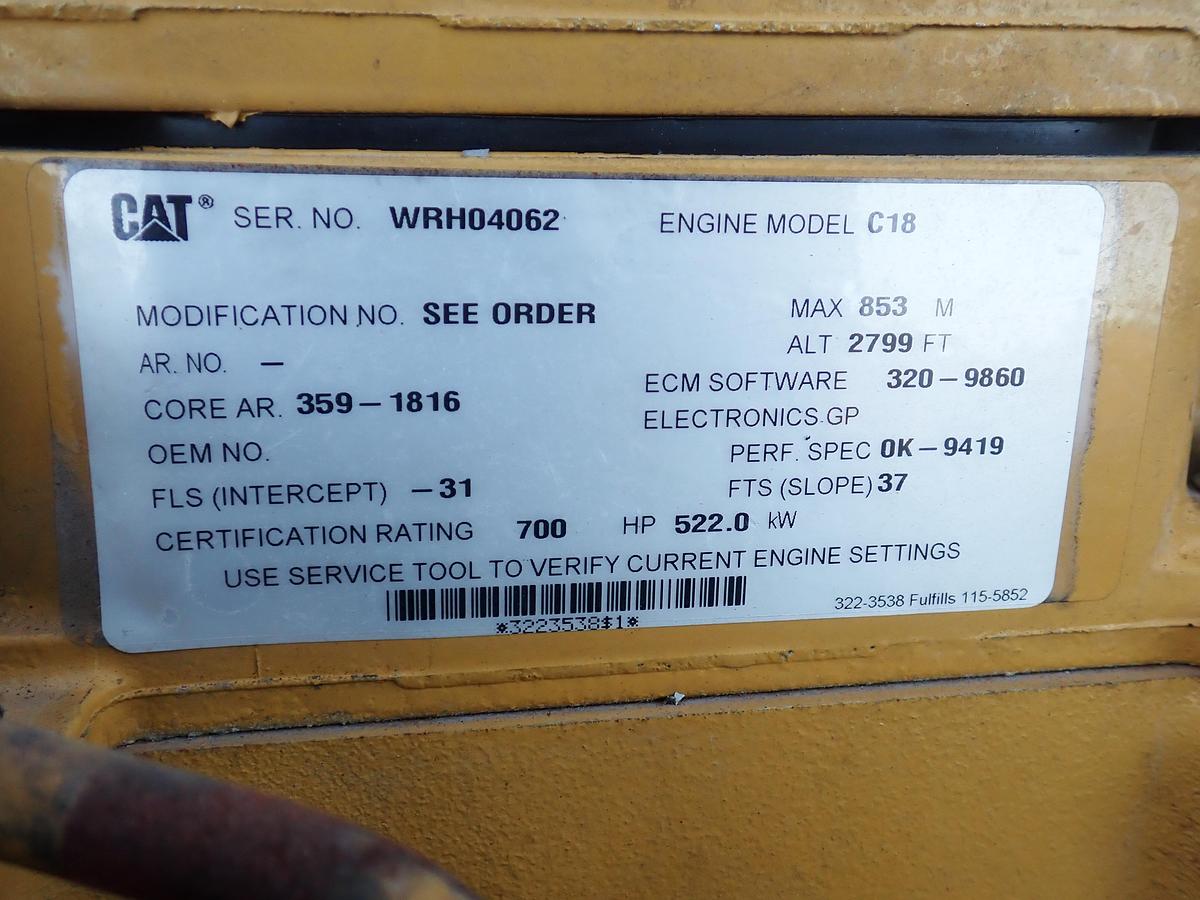 CAT® SER. NO. WRH04062 ENGINE MODEL C18
MODIFICATION NO. SEE ORDER MAX 853 M
AR. NO. — ALT 2799 FT
CORE AR. 359-1816 ECM SOFTWARE 320-9860
OEM NO. ELECTRONICS GP
FLS (INTERCEPT) -31 PERF. SPEC 0K-9419
FTS (SLOPE) 37
CERTIFICATION RATING 700 HP 522.0 kW
USE SERVICE TOOL TO VERIFY CURRENT ENGINE SETTINGS
322-3538 Fulfills 115-5852
*3223538$1*